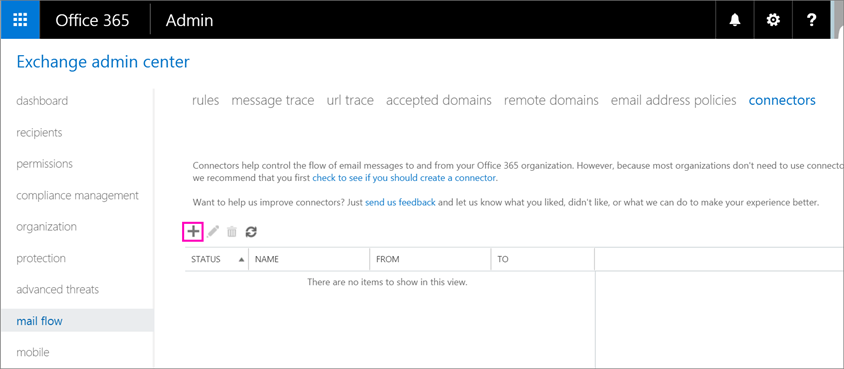 Office 365 Admin ?
Exchange admin center
dashboard
recipients
permissions
compliance management
organization
protection
advanced threats
mail flow
mobile
rules message trace url trace accepted domains remote domains email address policies connectors
Connectors help control the flow of email messages to and from your Office 365 organization. However, because most organizations don't need to use connecto
we recommend that you first check to see if you should create a connector.
Want to help us improve connectors? Just send us feedback and let us know what you liked, didn't like, or what we can do to make your experience better.
STATUS NAME FROM TO
There are no items to show in this view.